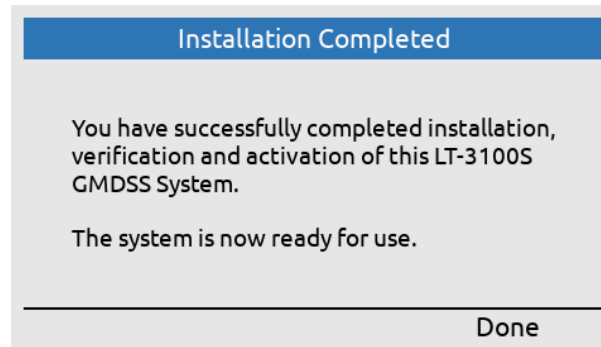 Installation Completed
You have successfully completed installation,
verification and activation of this LT-3100S
GMDSS System.
The system is now ready for use.
Done